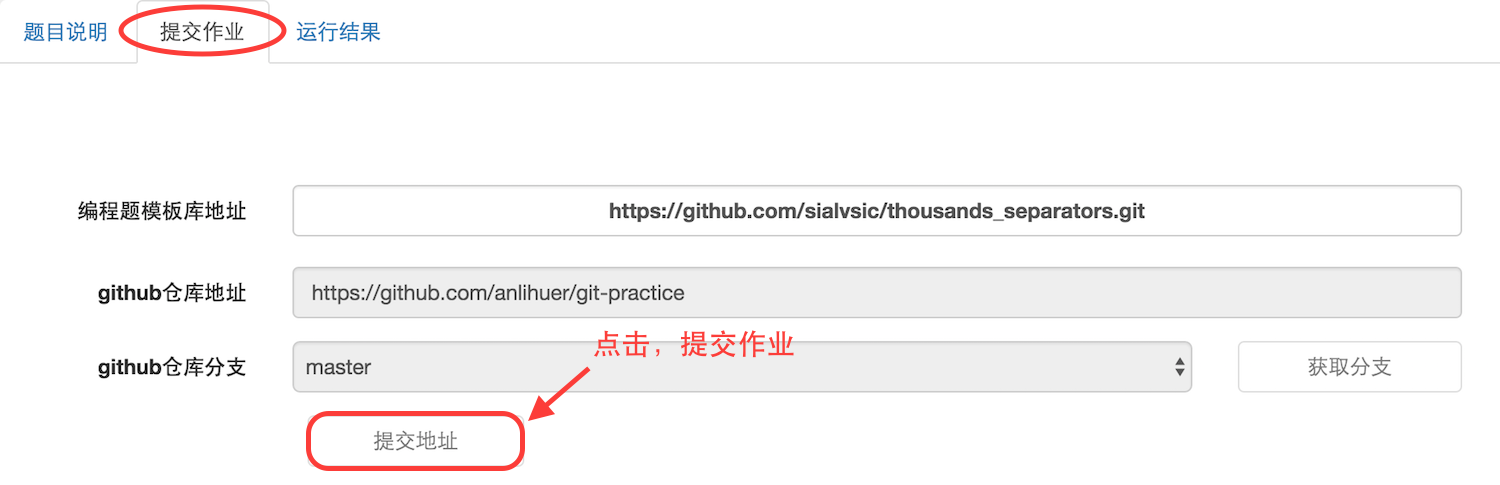 题目说明 提交作业 运行结果
编程题模板库地址 https://github.com/sialvsic/thousands_separators.git
github仓库地址 https://github.com/anlihuer/git-practice
点击，提交作业
github仓库分支 master 获取分支
提交地址